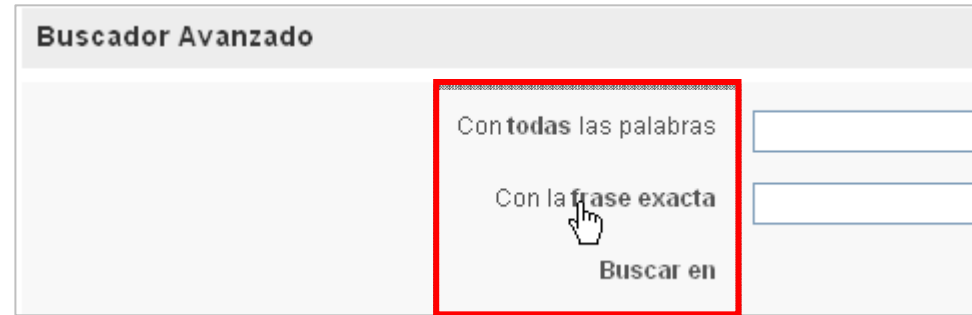 Buscador Avanzado
Con todas las palabras
Con la frase exacta
Buscar en